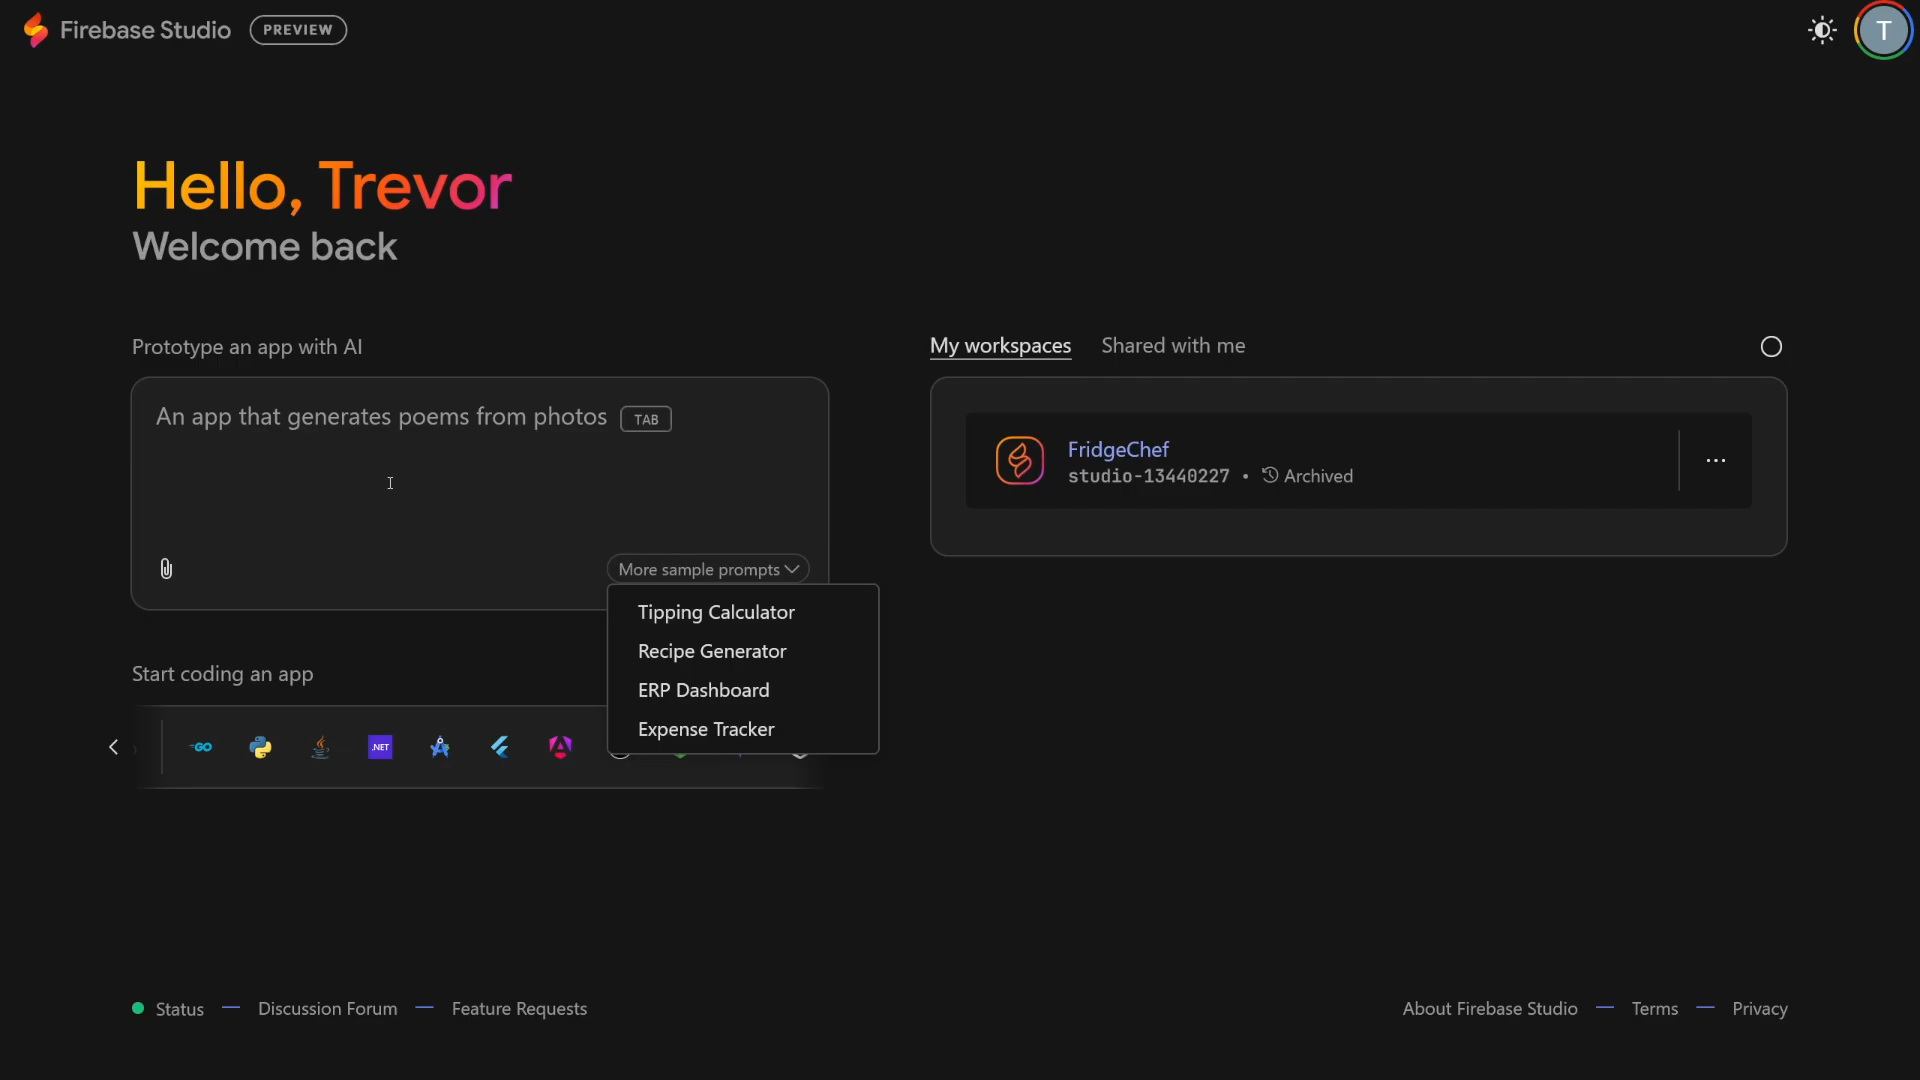 Firebase Studio PREVIEW
T
Hello, Trevor
Welcome back
Prototype an app with AI
An app that generates poems from photos TAB
More sample prompts
Tipping Calculator
Recipe Generator
ERP Dashboard
Expense Tracker
Start coding an app
GO
.NET
My workspaces Shared with me
FridgeChef
studio-13440227 • Archived
...
Status — Discussion Forum — Feature Requests
About Firebase Studio — Terms — Privacy